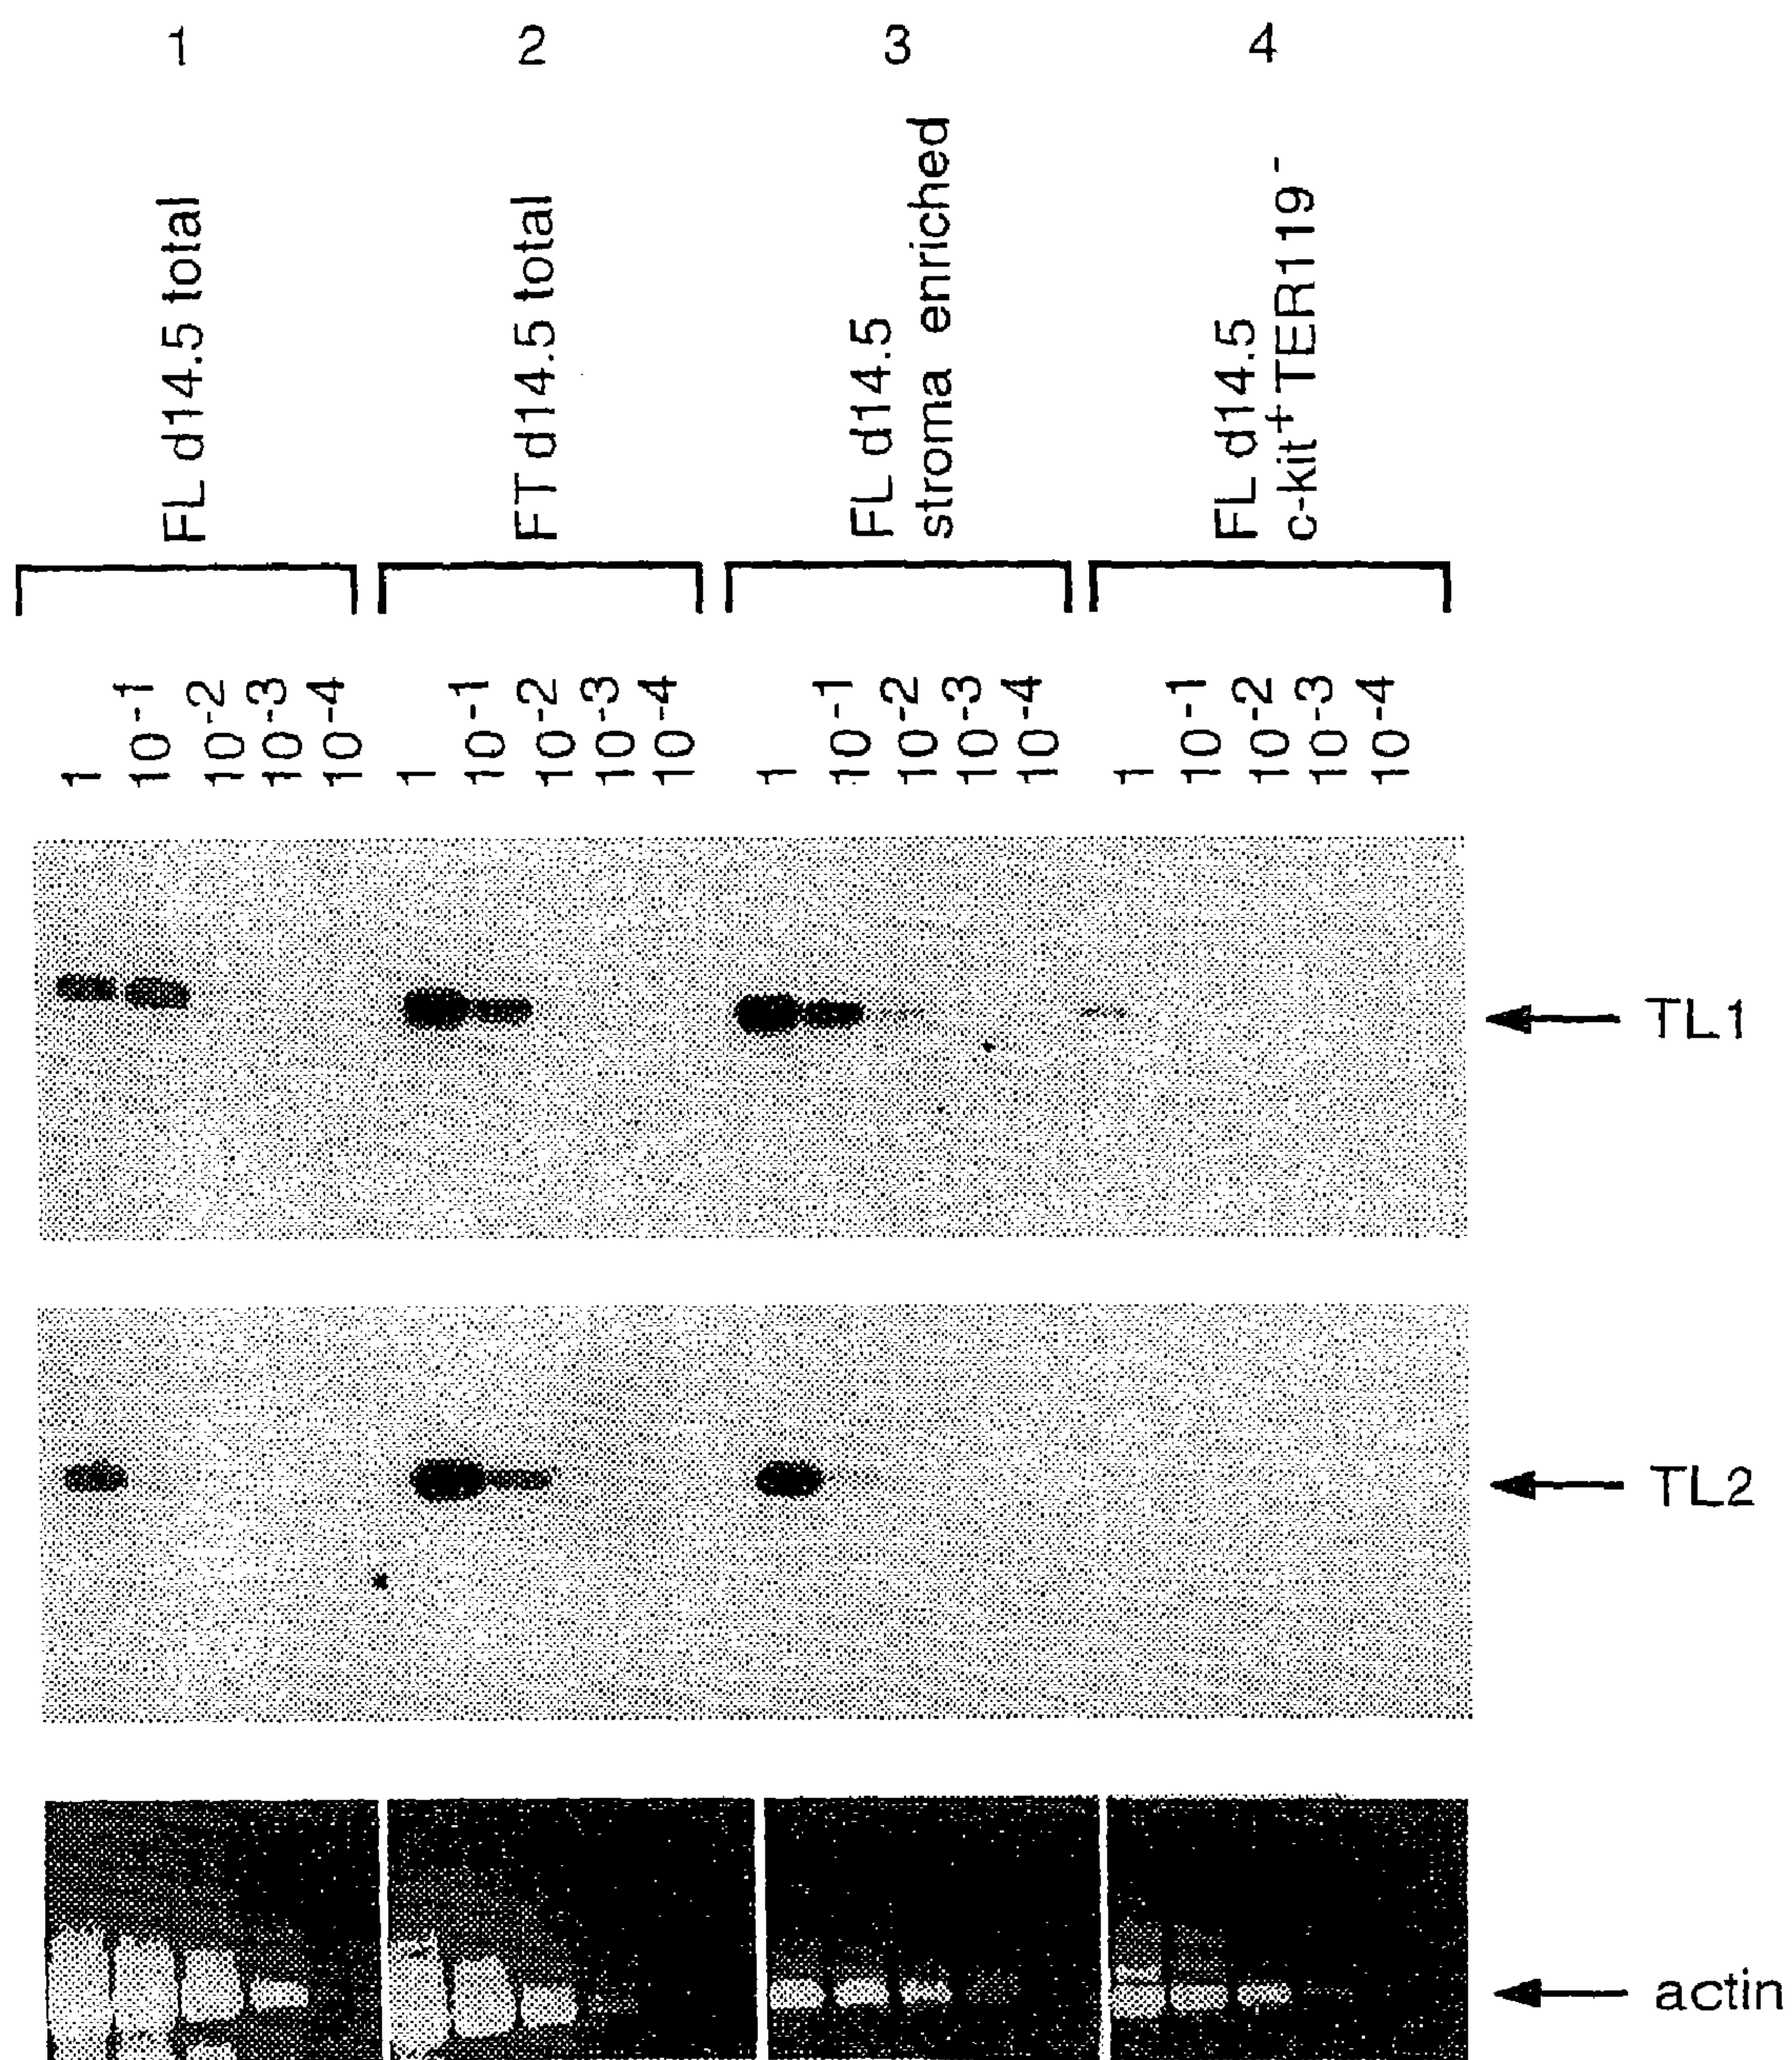 1 2 3 4
FL d14.5 total
FT d14.5 total
FL d14.5
stroma enriched
FL d14.5
c-kit⁺TER119⁻
1 10⁻¹ 10⁻² 10⁻³ 10⁻⁴ 1 10⁻¹ 10⁻² 10⁻³ 10⁻⁴ 1 10⁻¹ 10⁻² 10⁻³ 10⁻⁴ 1 10⁻¹ 10⁻² 10⁻³ 10⁻⁴
TL1
TL2
actin